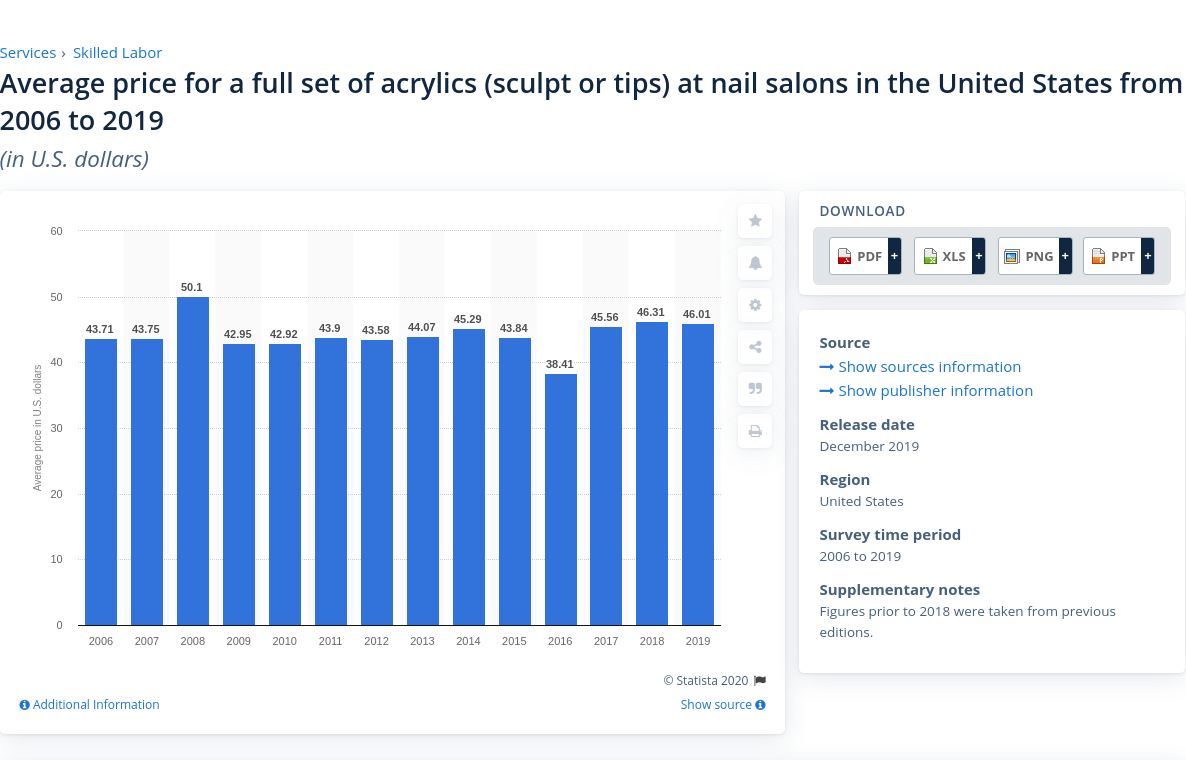 Services › Skilled Labor
Average price for a full set of acrylics (sculpt or tips) at nail salons in the United States from
2006 to 2019
(in U.S. dollars)
60
50
40
30
20
10
0
Average price in U.S. dollars
43.71
43.75
50.1
42.95
42.92
43.9
43.58
44.07
45.29
43.84
38.41
45.56
46.31
46.01
2006
2007
2008
2009
2010
2011
2012
2013
2014
2015
2016
2017
2018
2019
© Statista 2020
Additional Information
Show source
DOWNLOAD
PDF + XLS + PNG + PPT +
Source
Show sources information
Show publisher information
Release date
December 2019
Region
United States
Survey time period
2006 to 2019
Supplementary notes
Figures prior to 2018 were taken from previous
editions.